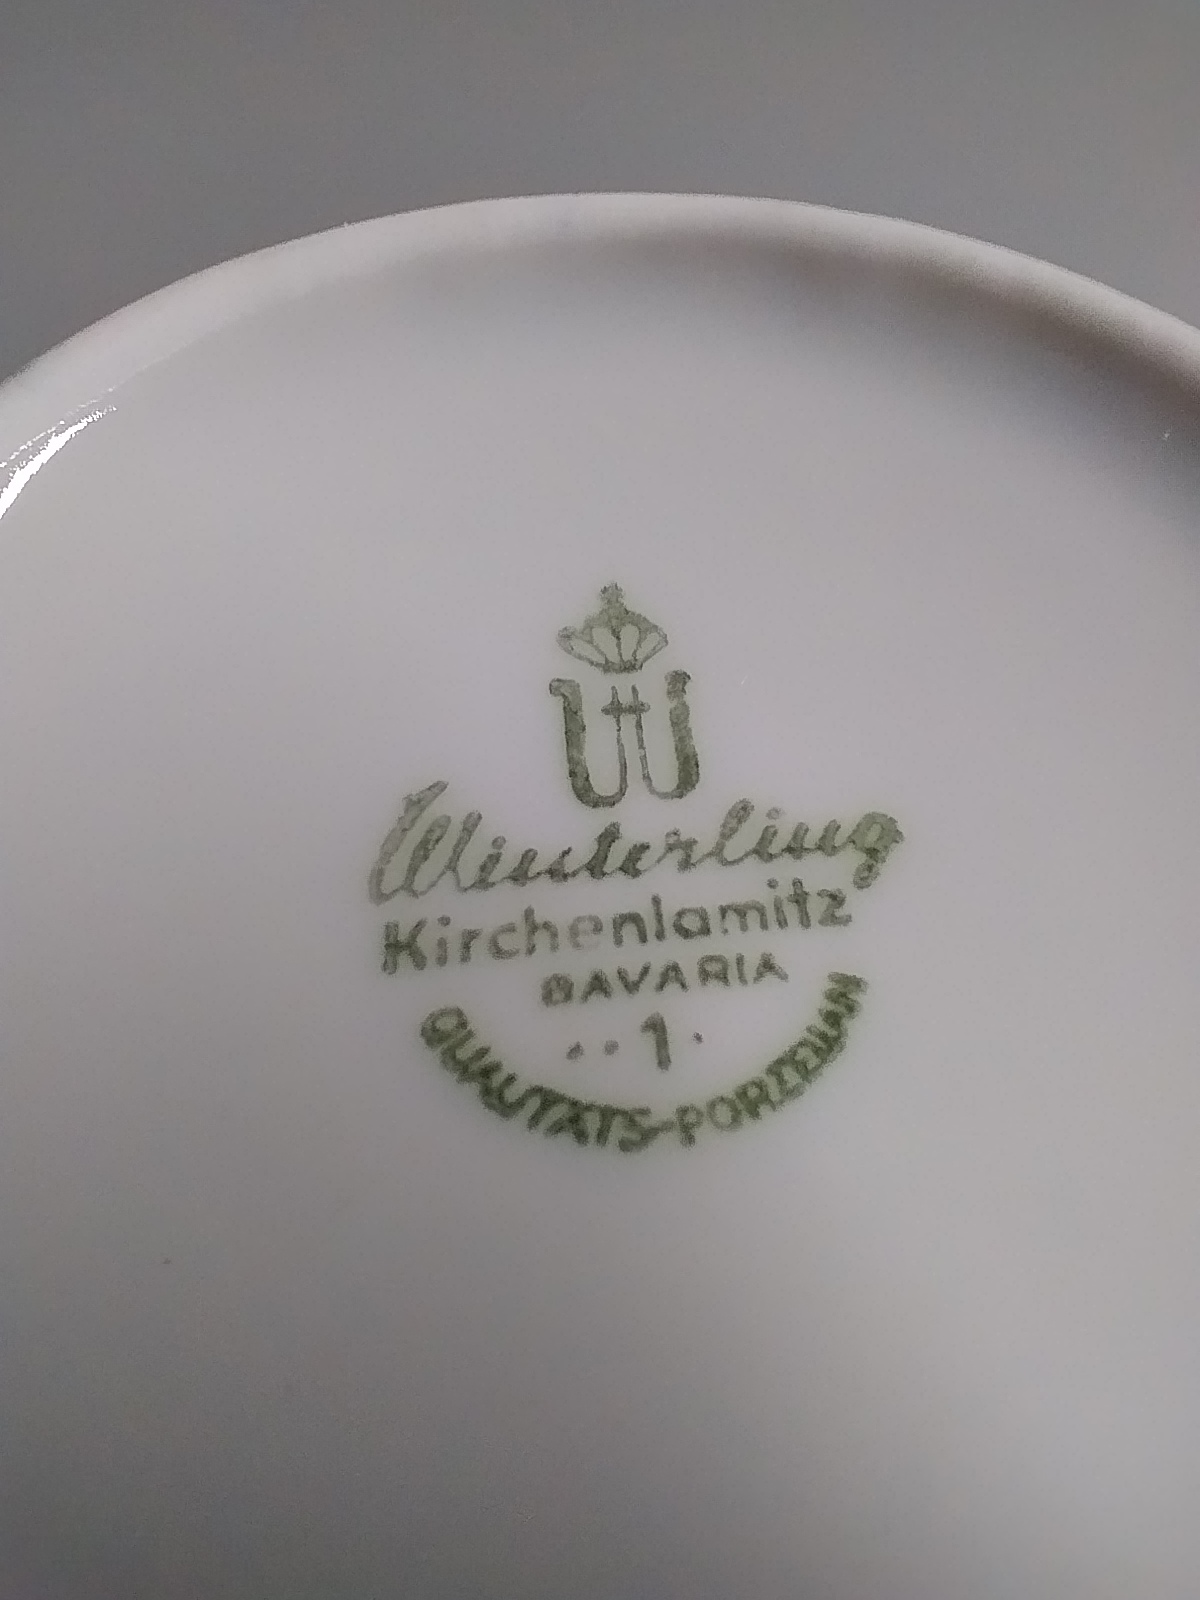 W
Winterling
Kirchenlamitz
BAVARIA
··1·
QUALITÄTS-PORZELLAN